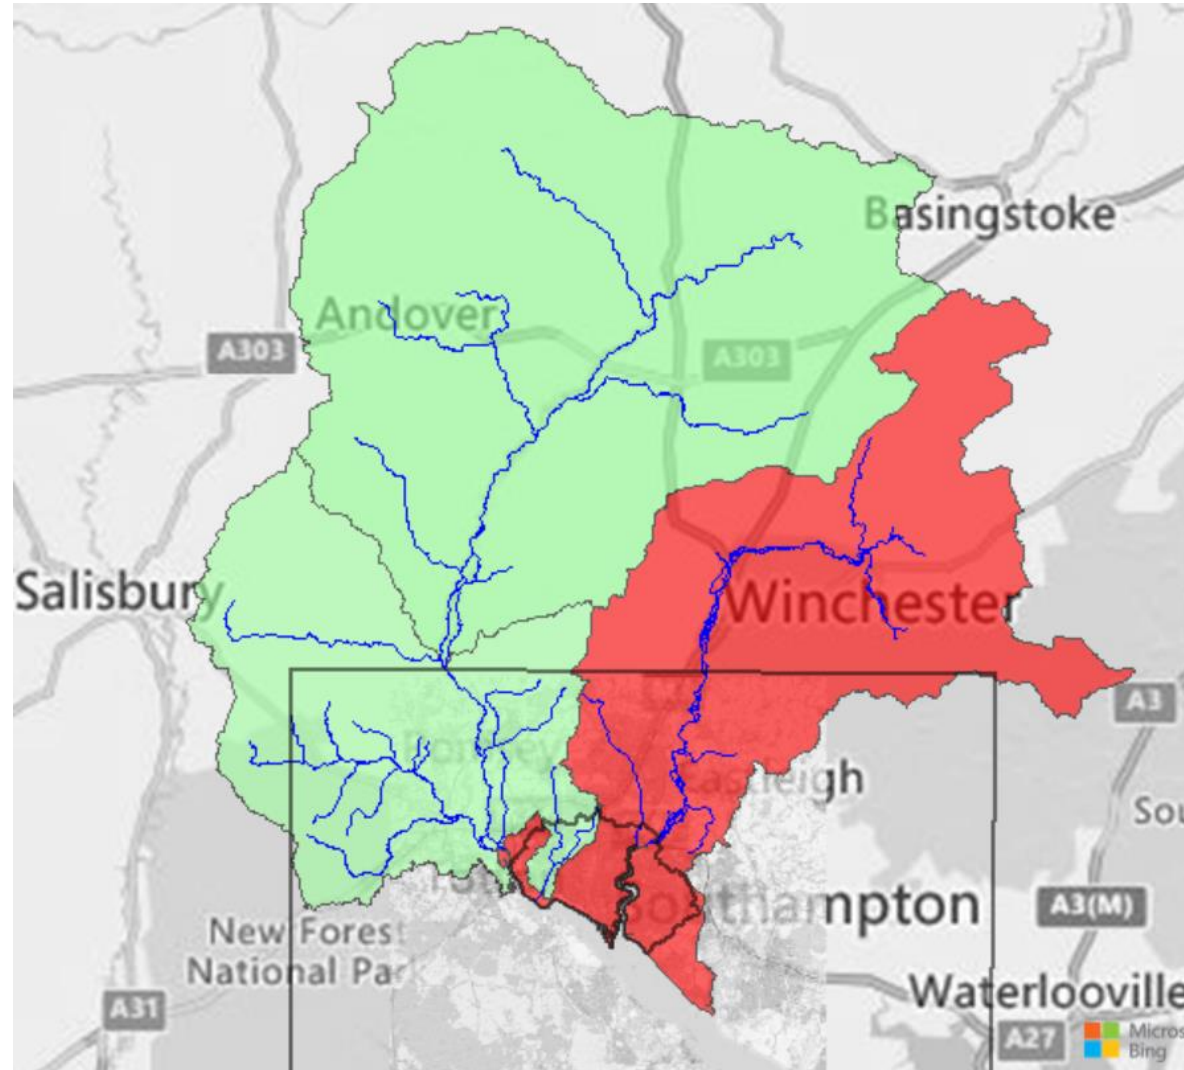 Basingstoke
Andover
A303
A303
Salisbury
Winchester
A3
Romsey
Eastleigh
Sou
Southampton
A3(M)
New Forest
National Park
Waterlooville
A31
A27
Micros
Bing